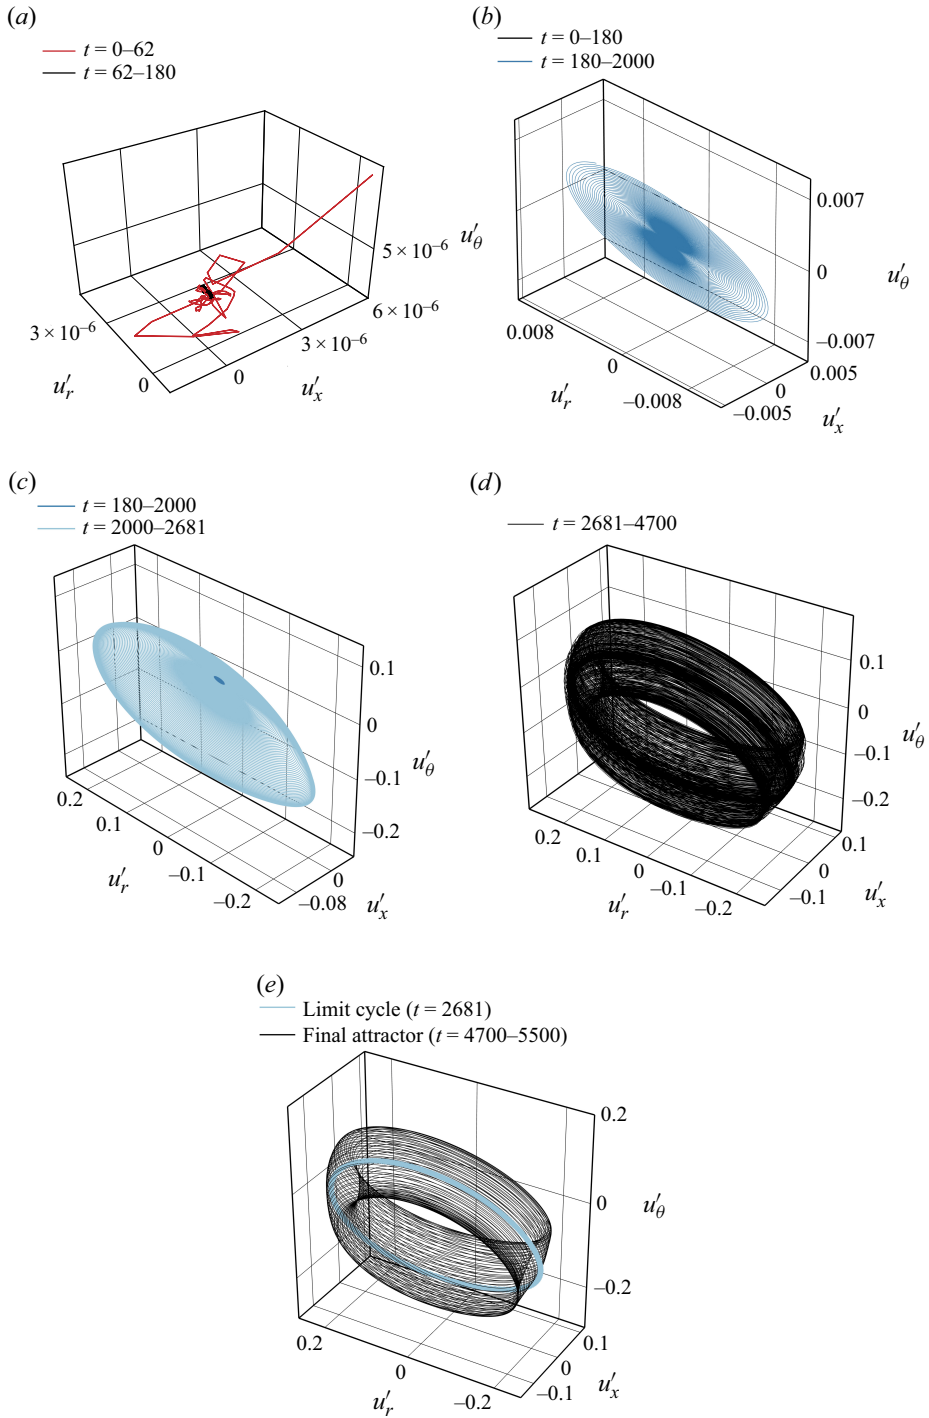 (a)
t = 0–62
t = 62–180
u′θ
5 × 10–6
6 × 10–6
3 × 10–6
3 × 10–6
0
0
u′r
u′x
(b)
t = 0–180
t = 180–2000
0.007
0
u′θ
–0.007
0.008
0.005
0
0
u′r
–0.008
–0.005
u′x
(c)
t = 180–2000
t = 2000–2681
0.1
0
u′θ
–0.1
–0.2
0.2
0.1
0
0
u′r
–0.1
–0.08
–0.2
u′x
(d)
t = 2681–4700
0.1
0
u′θ
–0.1
–0.2
0.2
0.1
0.1
0
0
u′x
–0.1
–0.1
u′r
–0.2
(e)
Limit cycle (t = 2681)
Final attractor (t = 4700–5500)
0.2
0
u′θ
–0.2
0.2
0.1
0
0
–0.1
u′x
u′r
–0.2